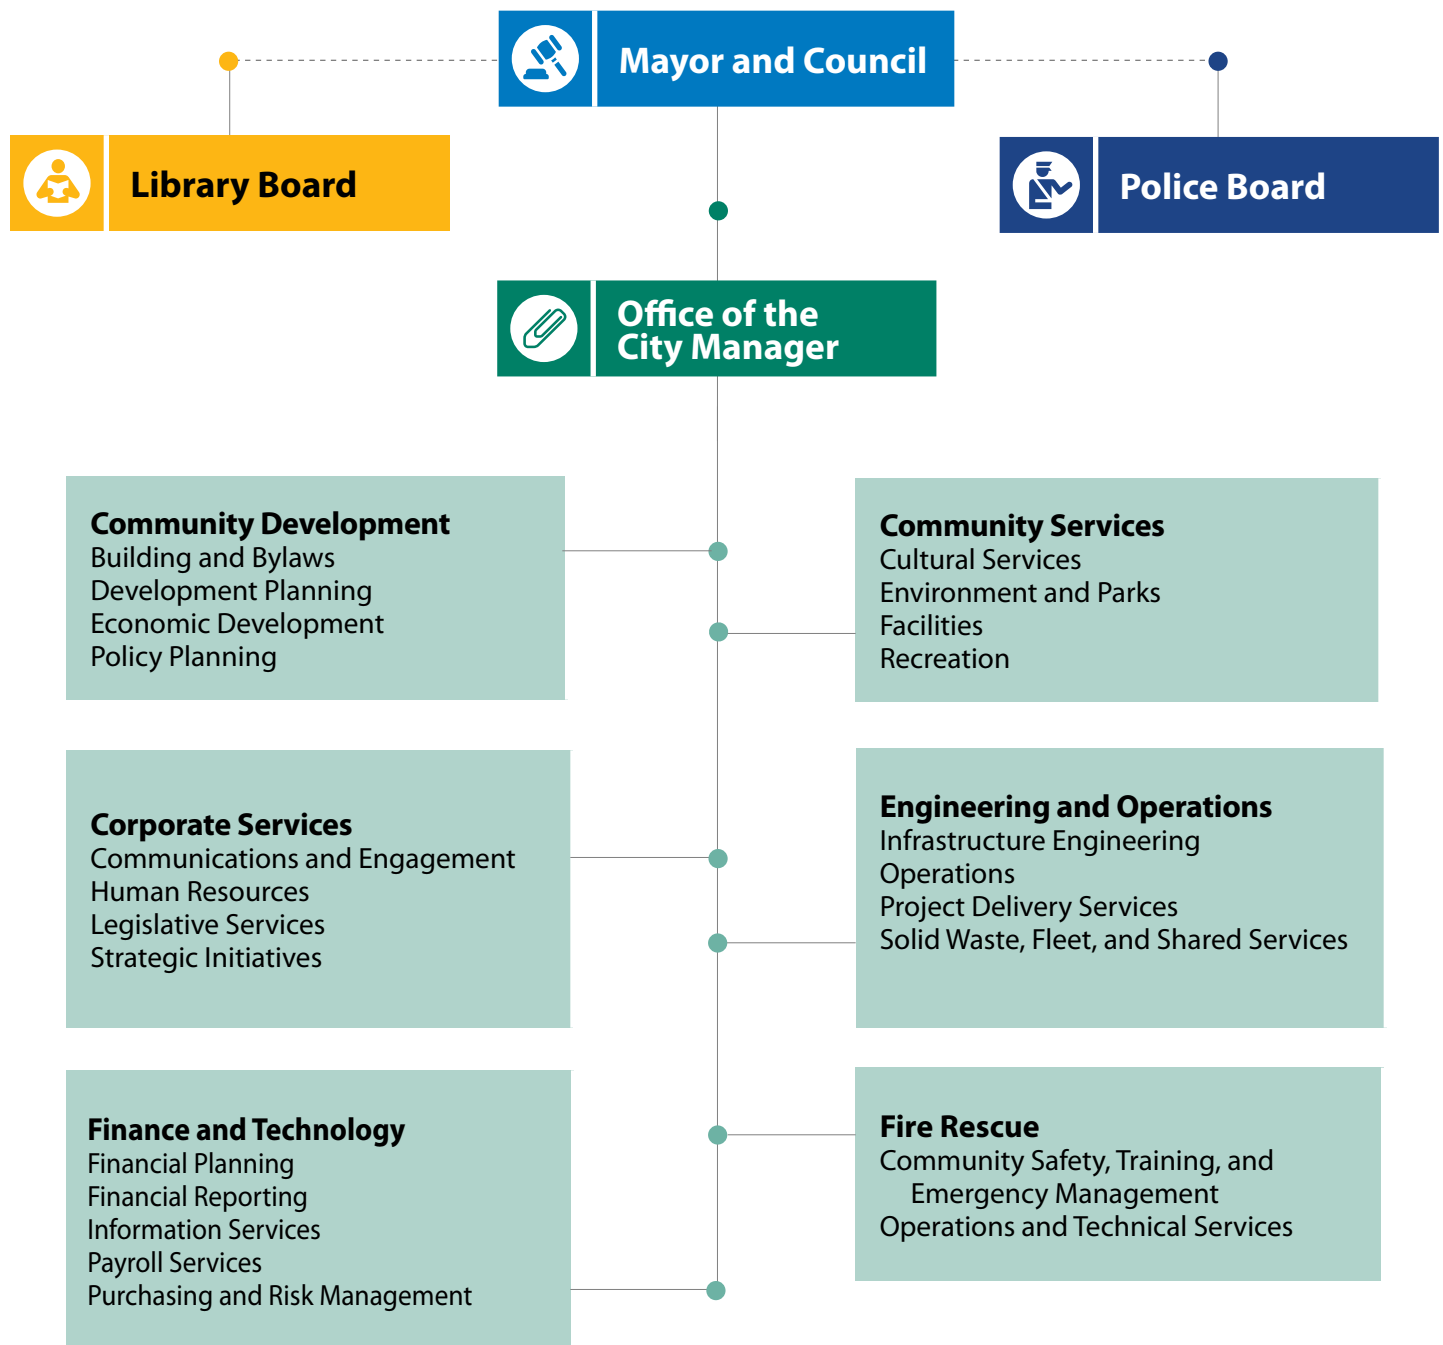 Mayor and Council
Library Board
Police Board
Office of the
City Manager
Community Development
Building and Bylaws
Development Planning
Economic Development
Policy Planning
Community Services
Cultural Services
Environment and Parks
Facilities
Recreation
Corporate Services
Communications and Engagement
Human Resources
Legislative Services
Strategic Initiatives
Engineering and Operations
Infrastructure Engineering
Operations
Project Delivery Services
Solid Waste, Fleet, and Shared Services
Finance and Technology
Financial Planning
Financial Reporting
Information Services
Payroll Services
Purchasing and Risk Management
Fire Rescue
Community Safety, Training, and
Emergency Management
Operations and Technical Services